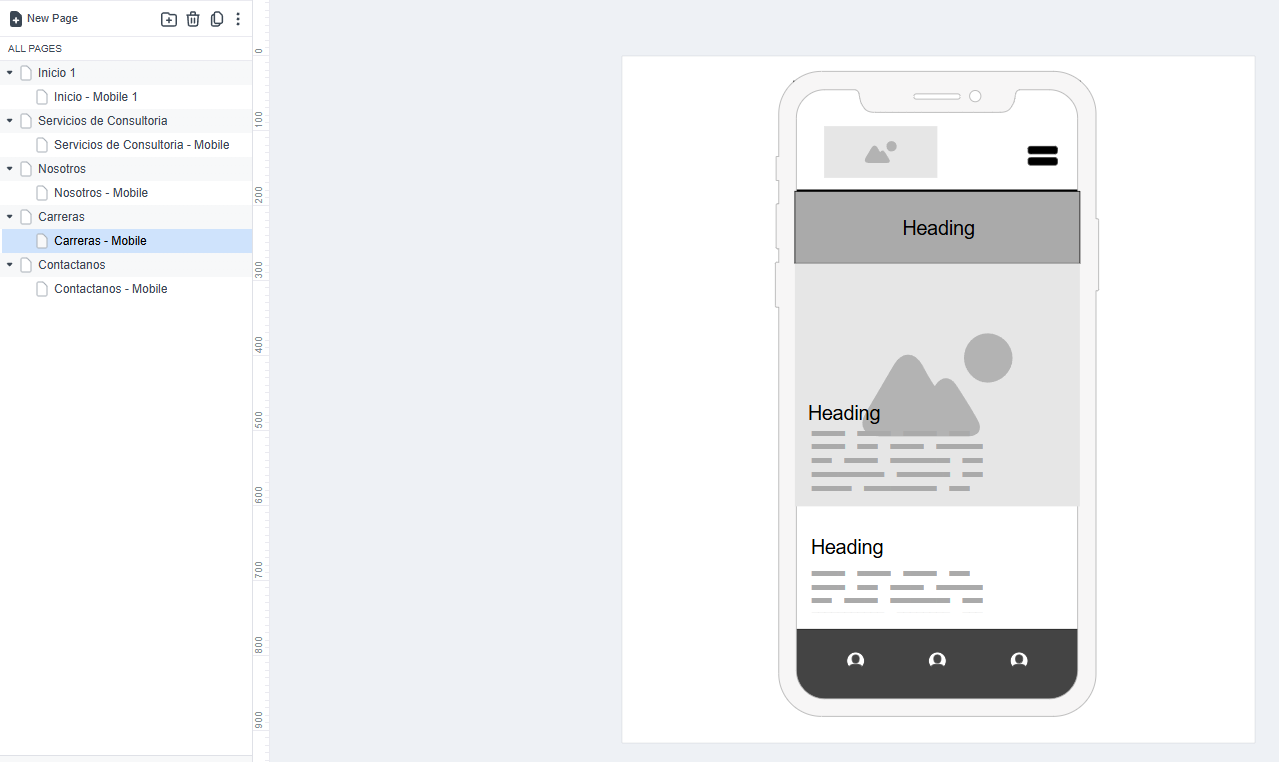 New Page
ALL PAGES
Inicio 1
Inicio - Mobile 1
Servicios de Consultoria
Servicios de Consultoria - Mobile
Nosotros
Nosotros - Mobile
Carreras
Carreras - Mobile
Contactanos
Contactanos - Mobile
0
100
200
300
400
500
600
700
800
900
Heading
Heading
Heading